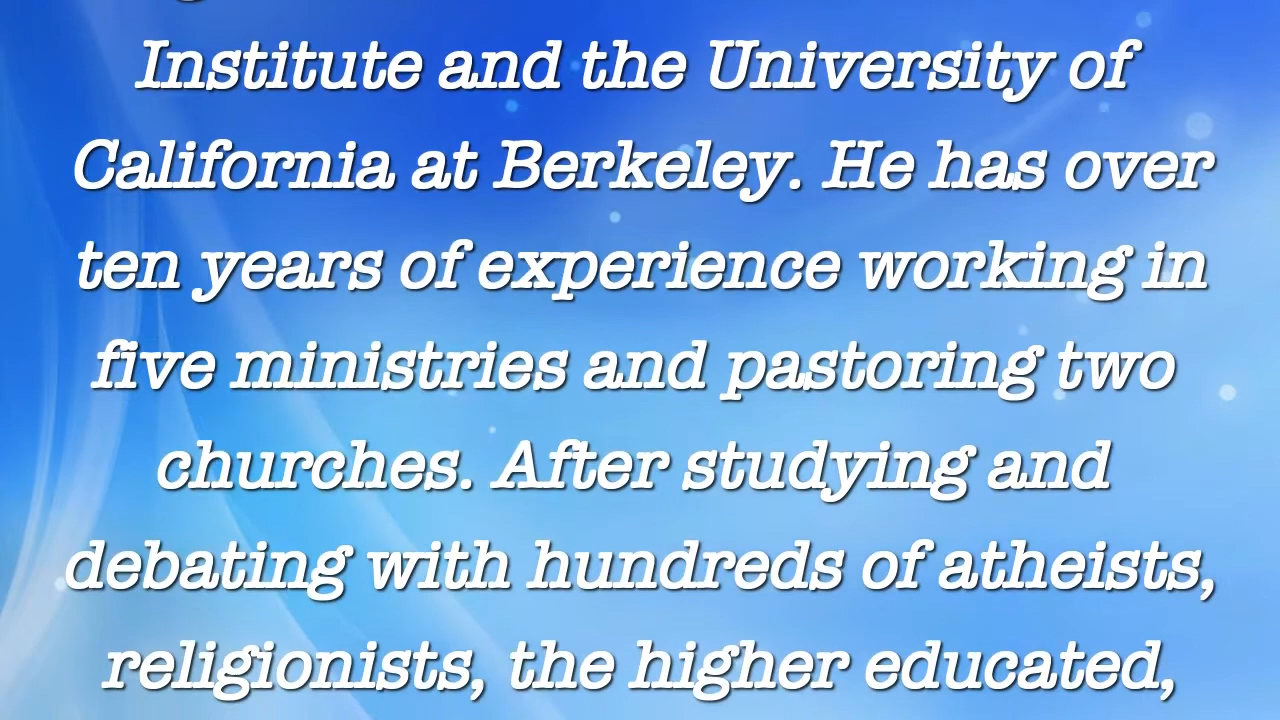 Institute and the University of
California at Berkeley. He has over
ten years of experience working in
five ministries and pastoring two
churches. After studying and
debating with hundreds of atheists,
religionists, the higher educated,